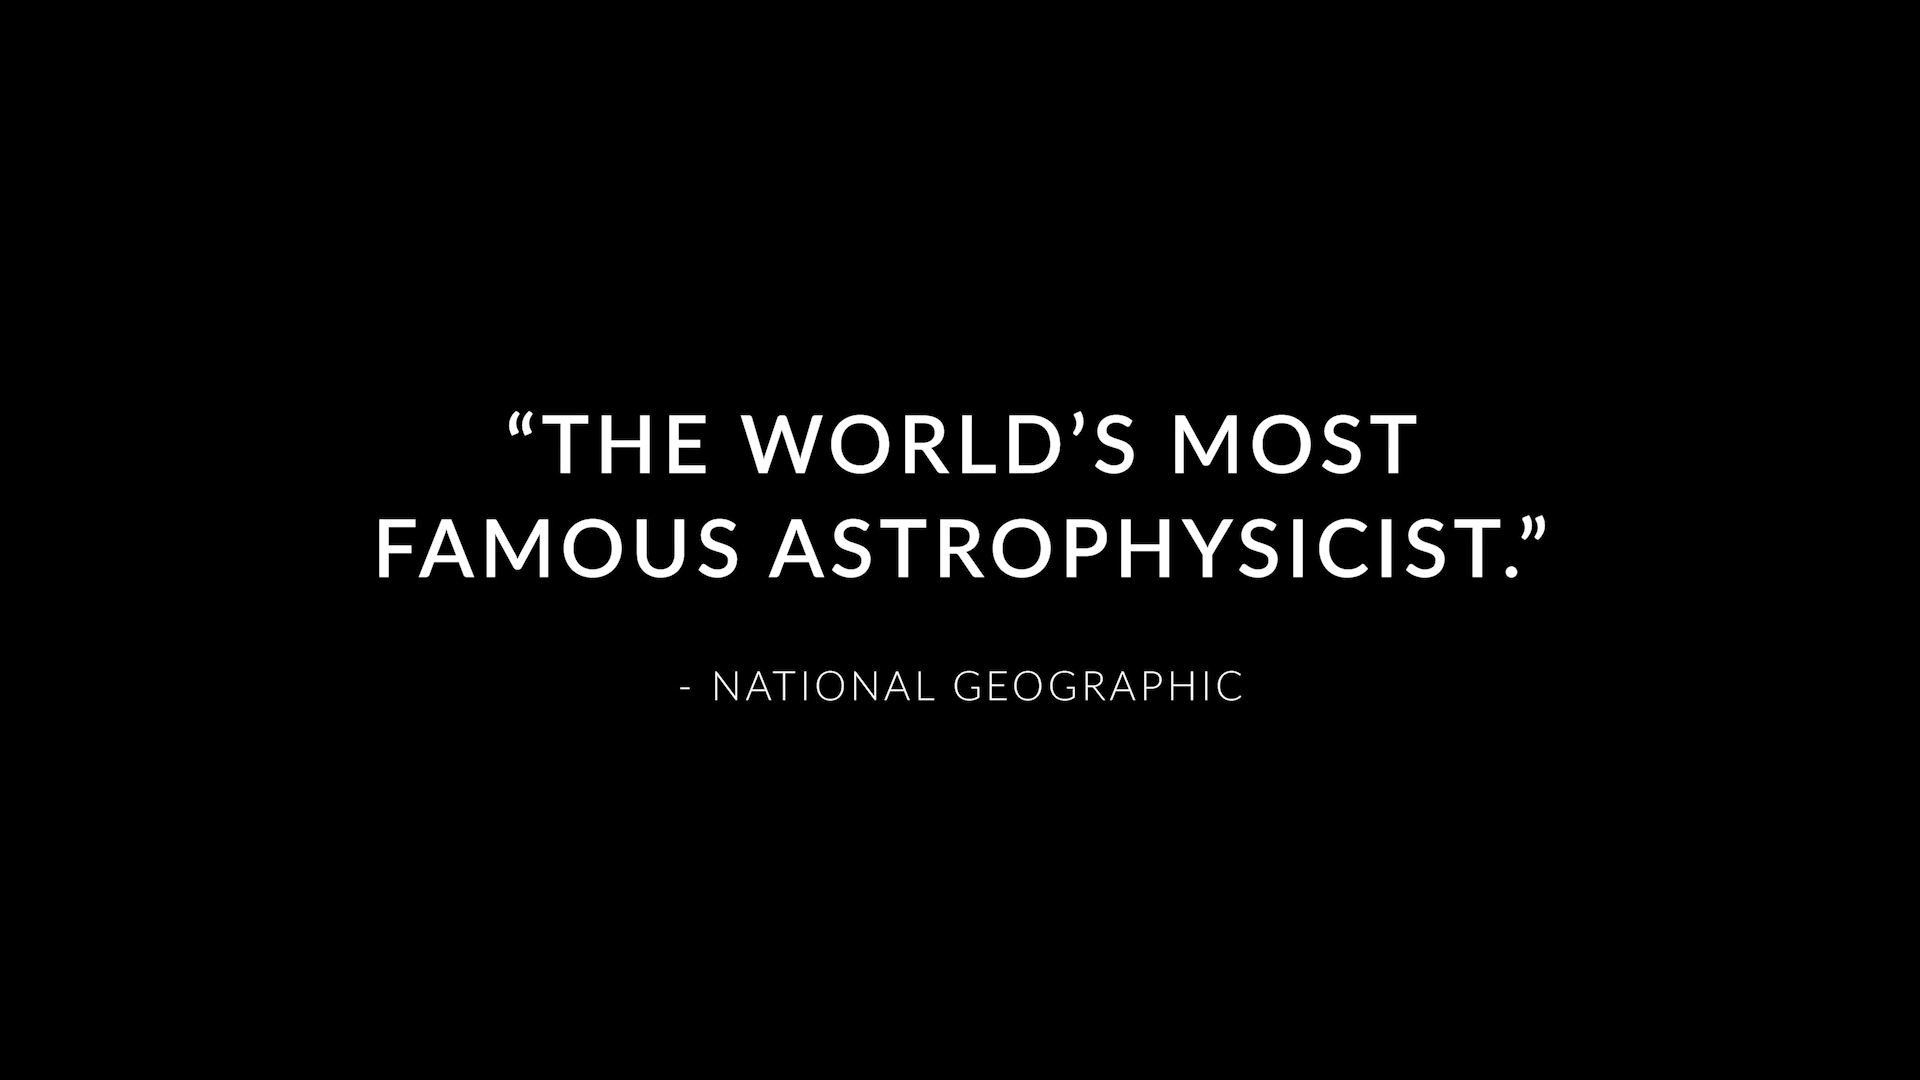 “THE WORLD’S MOST
FAMOUS ASTROPHYSICIST.”
- NATIONAL GEOGRAPHIC